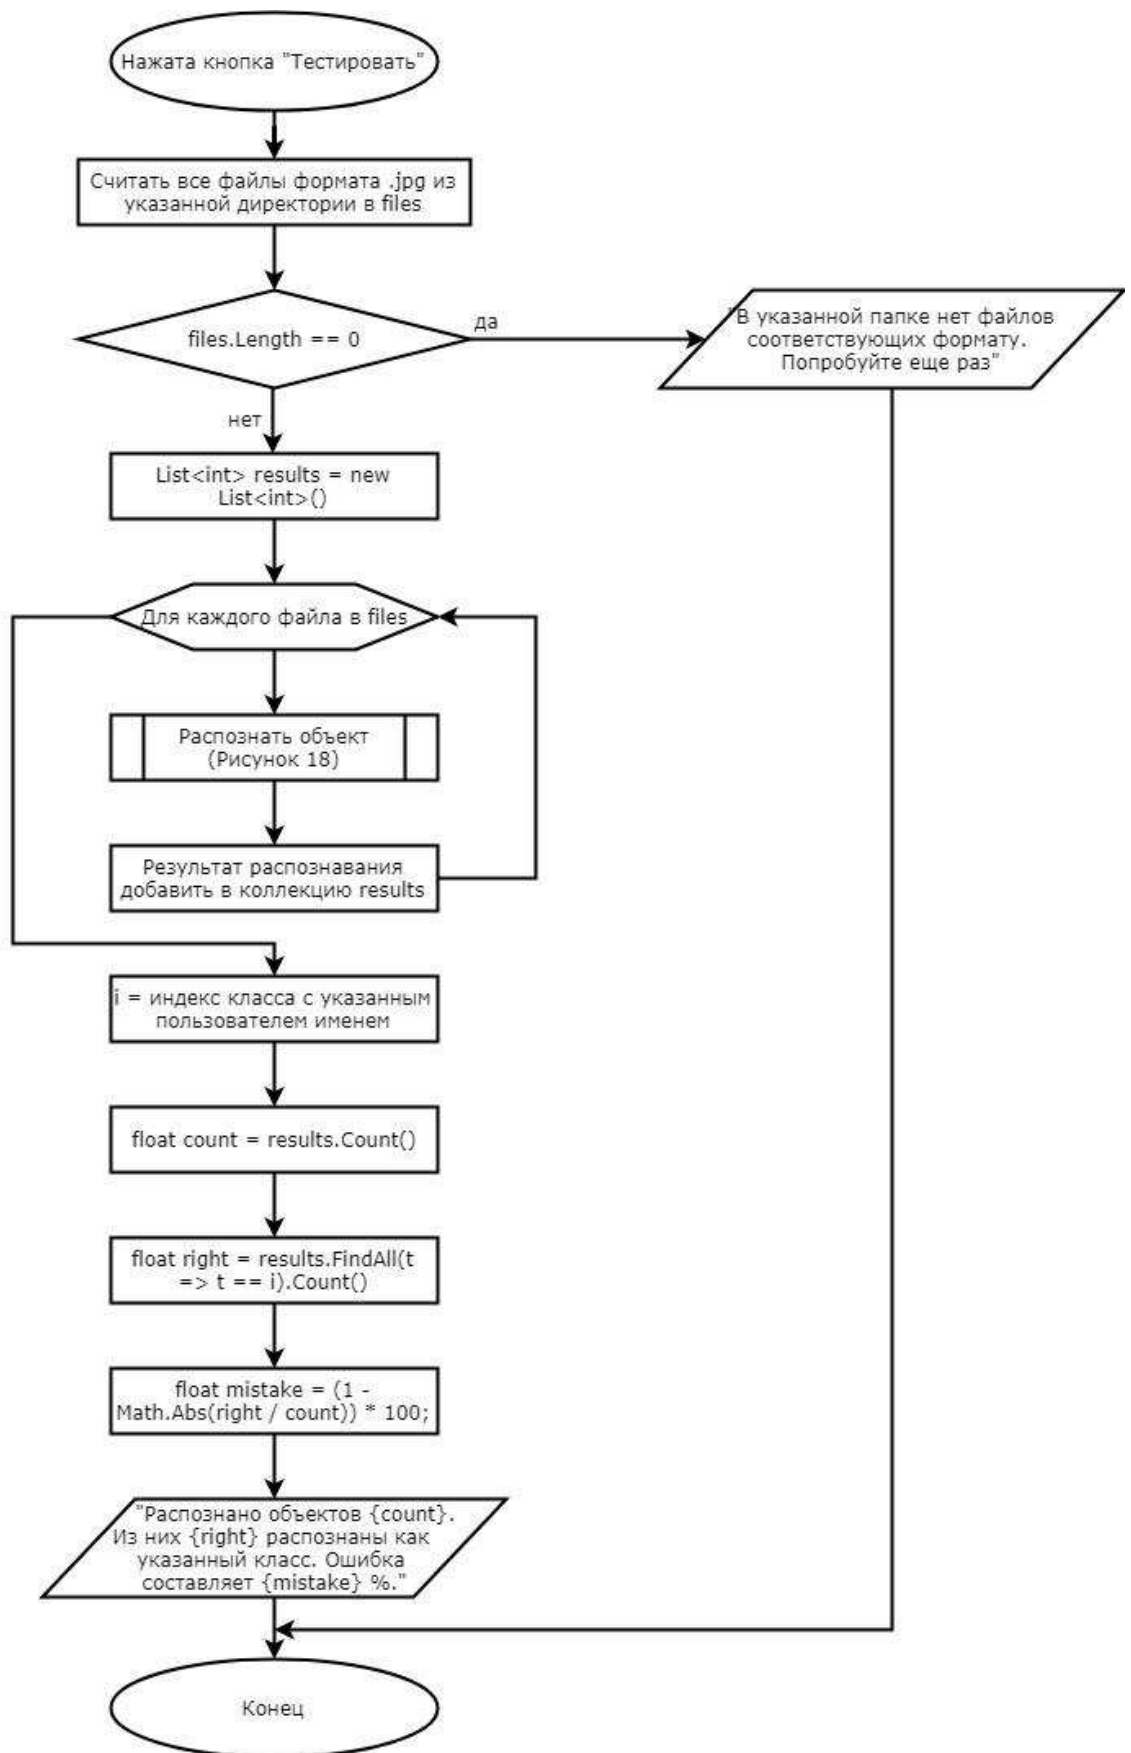 Нажата кнопка "Тестировать"
Считать все файлы формата .jpg из
указанной директории в files
files.Length == 0
да
"В указанной папке нет файлов
соответствующих формату.
Попробуйте еще раз"
нет
List<int> results = new
List<int>()
Для каждого файла в files
Распознать объект
(Рисунок 18)
Результат распознавания
добавить в коллекцию results
i = индекс класса с указанным
пользователем именем
float count = results.Count()
float right = results.FindAll(t
=> t == i).Count()
float mistake = (1 -
Math.Abs(right / count)) * 100;
"Распознано объектов {count}.
Из них {right} распознаны как
указанный класс. Ошибка
составляет {mistake} %."
Конец